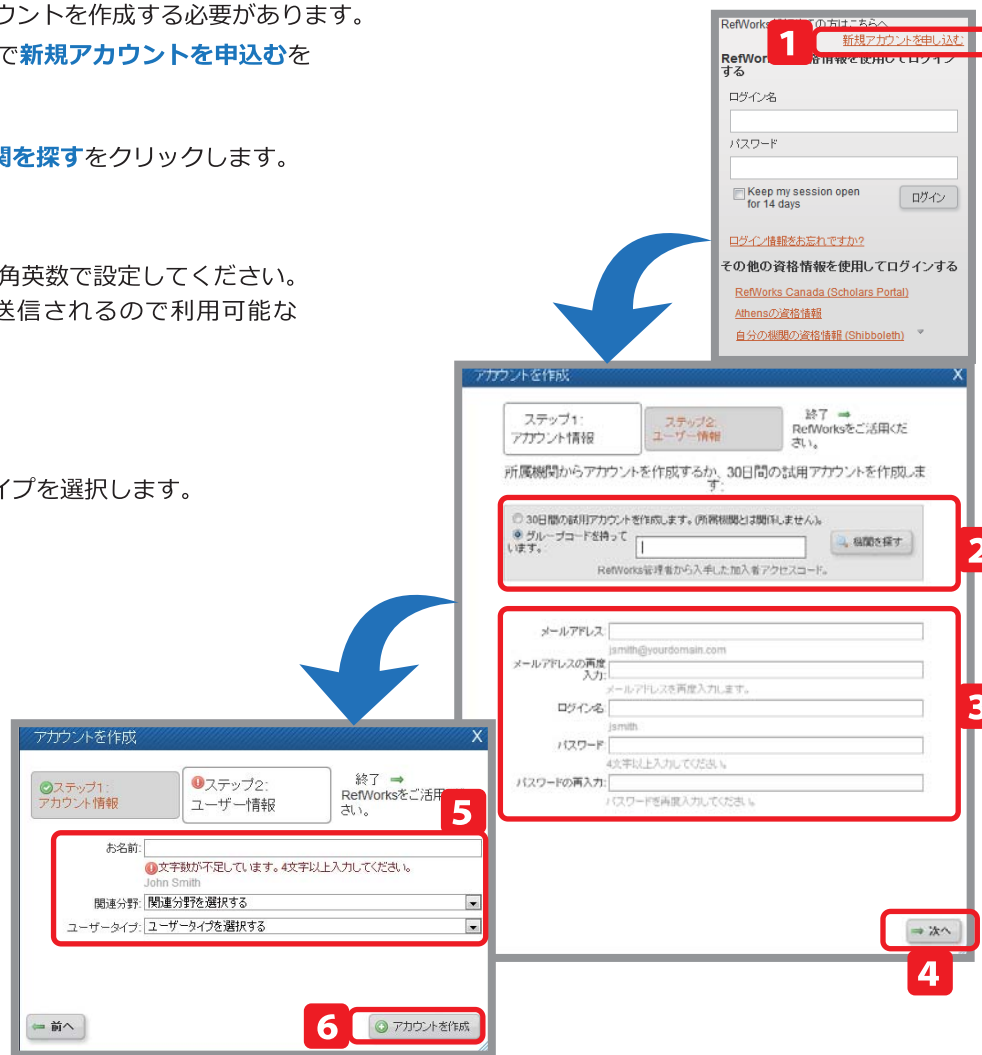 ウントを作成する必要があります。
で新規アカウントを申込むを
関を探すをクリックします。
角英数で設定してください。
送信されるので利用可能な
イプを選択します。
の方はこちらへ
1
新規アカウントを申し込む
RefWor 格情報を使用してログイン
する
ログイン名
パスワード
Keep my session open
for 14 days
ログイン
ログイン情報をお忘れですか?
その他の資格情報を使用してログインする
RefWorks Canada (Scholars Portal)
Athensの資格情報
自分の機関の資格情報 (Shibboleth)
アカウントを作成 X
ステップ1:
アカウント情報
ステップ2:
ユーザー情報
終了
RefWorksをご活用くだ
さい。
所属機関からアカウントを作成するか、30日間の試用アカウントを作成しま
す:
30日間の試用アカウントを作成します。(所属機関とは関係しません)。
グループコードを持って
います。:
機関を探す
RefWorks管理者から入手した加入者アクセスコード。
2
メールアドレス:
jsmith@yourdomain.com
メールアドレスの再度
入力:
メールアドレスを再度入力します。
ログイン名:
jsmith
パスワード:
4文字以上入力してください。
パスワードの再入力:
パスワードを再度入力してください。
3
次へ
4
アカウントを作成 X
ステップ1:
アカウント情報
ステップ2:
ユーザー情報
終了
RefWorksをご活用
さい。
5
お名前:
文字数が不足しています。4文字以上入力してください。
John Smith
関連分野: 関連分野を選択する
ユーザータイプ: ユーザータイプを選択する
前へ
6
アカウントを作成